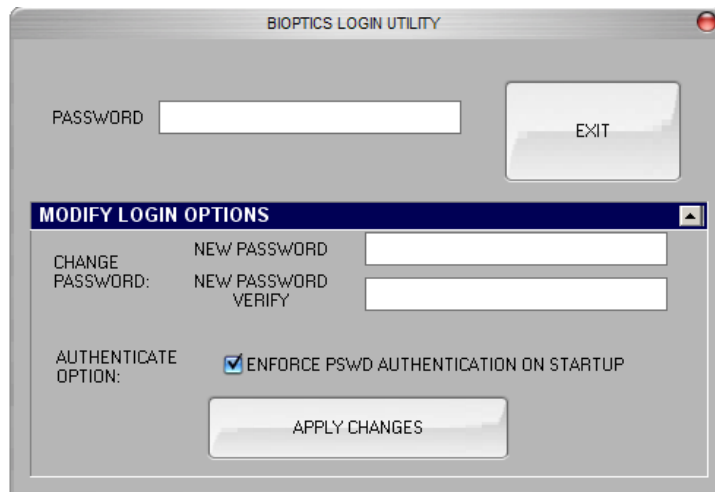 BIOPTICS LOGIN UTILITY
PASSWORD
EXIT
MODIFY LOGIN OPTIONS
CHANGE
PASSWORD:
NEW PASSWORD
NEW PASSWORD
VERIFY
AUTHENTICATE
OPTION:
ENFORCE PSWD AUTHENTICATION ON STARTUP
APPLY CHANGES